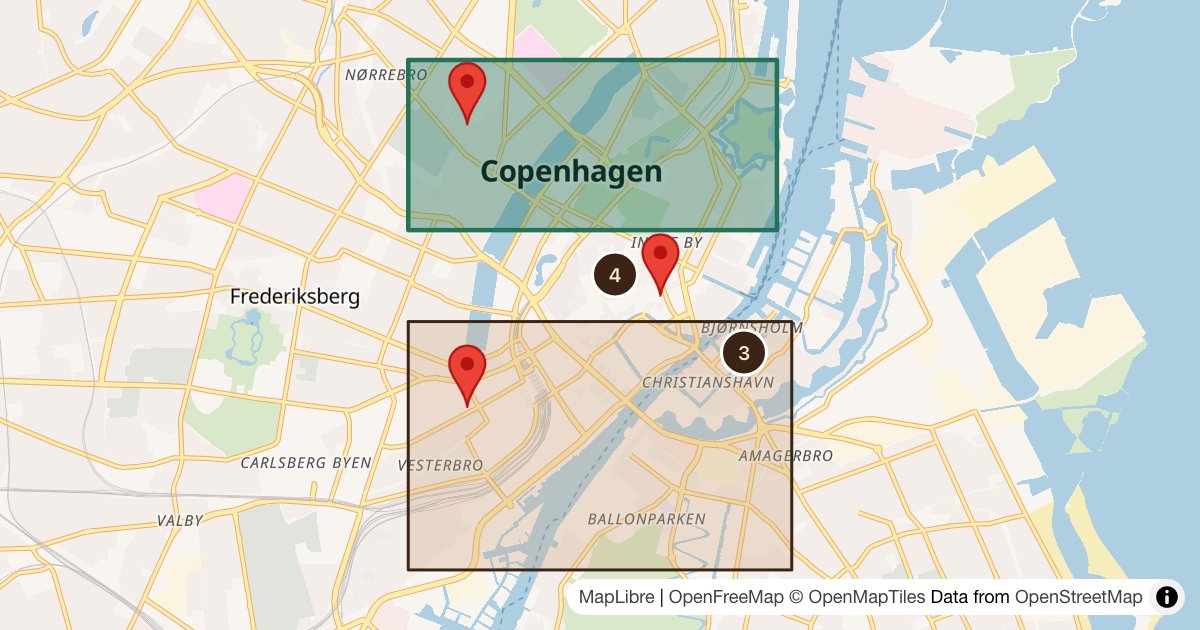 NØRREBRO
Copenhagen
4
Frederiksberg
BJØRNSHOLM
3
CHRISTIANSHAVN
CARLSBERG BYEN
VESTERBRO
AMAGERBRO
VALBY
BALLONPARKEN
MapLibre | OpenFreeMap © OpenMapTiles Data from OpenStreetMap